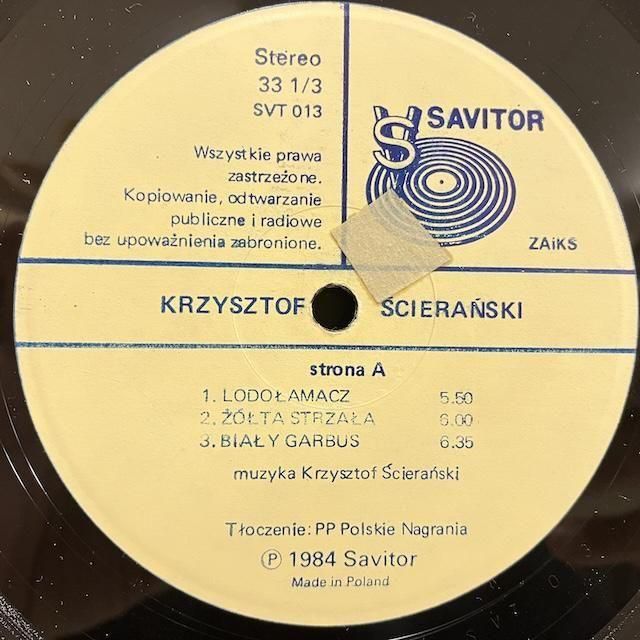 Stereo
33 1/3
SVT 013
S SAVITOR
Wszystkie prawa
zastrzeżone.
Kopiowanie, odtwarzanie
publiczne i radiowe
bez upoważnienia zabronione.
ZAiKS
KRZYSZTOF ŚCIERAŃSKI
strona A
1. LODOŁAMACZ 5.50
2. ŻÓŁTA STRZAŁA 6.00
3. BIAŁY GARBUS 6.35
muzyka Krzysztof Ścierański
Tłoczenie: PP Polskie Nagrania
Ⓟ 1984 Savitor
Made in Poland